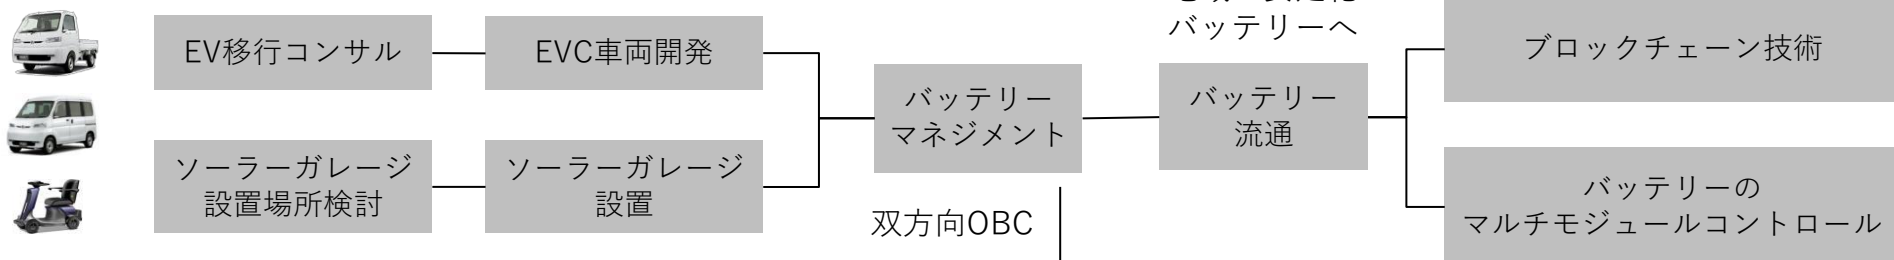 バッテリーへ
EV移行コンサル
EVC車両開発
ブロックチェーン技術
バッテリー
マネジメント
バッテリー
流通
ソーラーガレージ
設置場所検討
ソーラーガレージ
設置
バッテリーの
マルチモジュールコントロール
双方向OBC